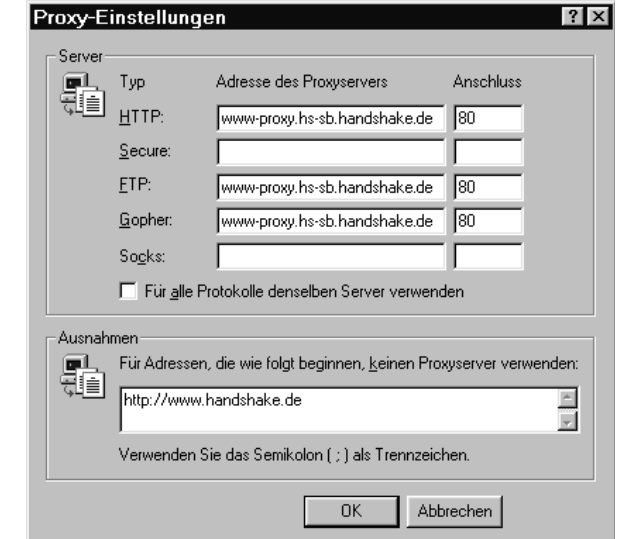 Proxy-Einstellungen
Server
Typ Adresse des Proxyservers Anschluss
HTTP: www-proxy.hs-sb.handshake.de 80
Secure:
FTP: www-proxy.hs-sb.handshake.de 80
Gopher: www-proxy.hs-sb.handshake.de 80
Socks:
Für alle Protokolle denselben Server verwenden
Ausnahmen
Für Adressen, die wie folgt beginnen, keinen Proxyserver verwenden:
http://www.handshake.de
Verwenden Sie das Semikolon ( ; ) als Trennzeichen.
OK Abbrechen